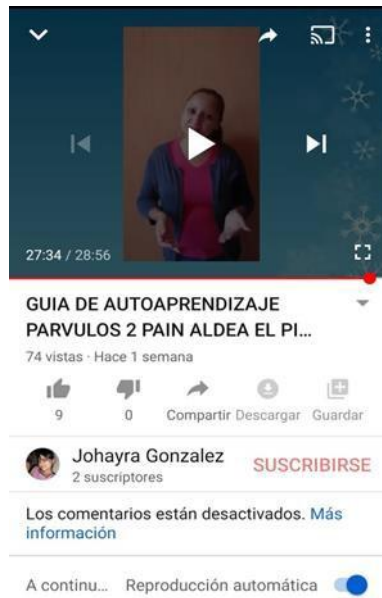 27:34 / 28:56
GUIA DE AUTOAPRENDIZAJE
PARVULOS 2 PAIN ALDEA EL PI...
74 vistas · Hace 1 semana
9
0
Compartir
Descargar
Guardar
Johayra Gonzalez
2 suscriptores
SUSCRIBIRSE
Los comentarios están desactivados. Más
información
A continu...
Reproducción automática